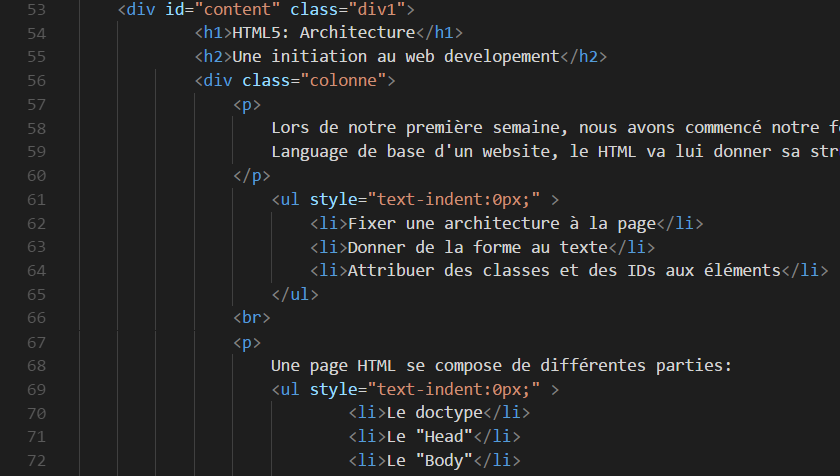 53 <div id="content" class="div1">
54 <h1>HTML5: Architecture</h1>
55 <h2>Une initiation au web developement</h2>
56 <div class="colonne">
57 <p>
58 Lors de notre première semaine, nous avons commencé notre
59 Language de base d'un website, le HTML va lui donner sa
60 </p>
61 <ul style="text-indent:0px;" >
62 <li>Fixer une architecture à la page</li>
63 <li>Donner de la forme au texte</li>
64 <li>Attribuer des classes et des IDs aux éléments</li>
65 </ul>
66 <br>
67 <p>
68 Une page HTML se compose de différentes parties:
69 <ul style="text-indent:0px;" >
70 <li>Le doctype</li>
71 <li>Le "Head"</li>
72 <li>Le "Body"</li>